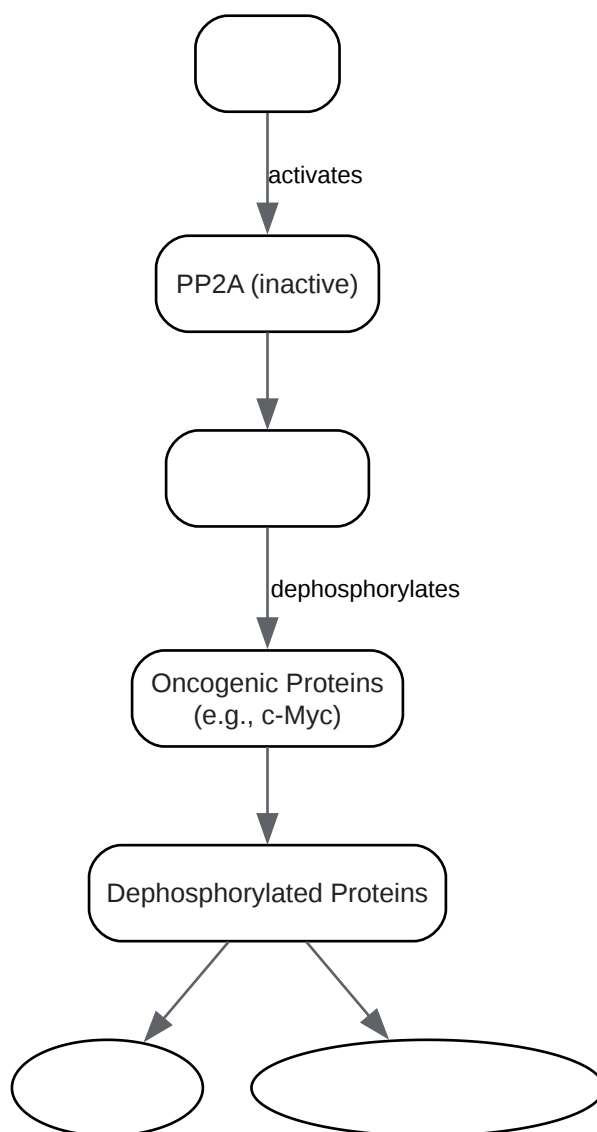 activates
PP2A (inactive)
dephosphorylates
Oncogenic Proteins
(e.g., c-Myc)
Dephosphorylated Proteins